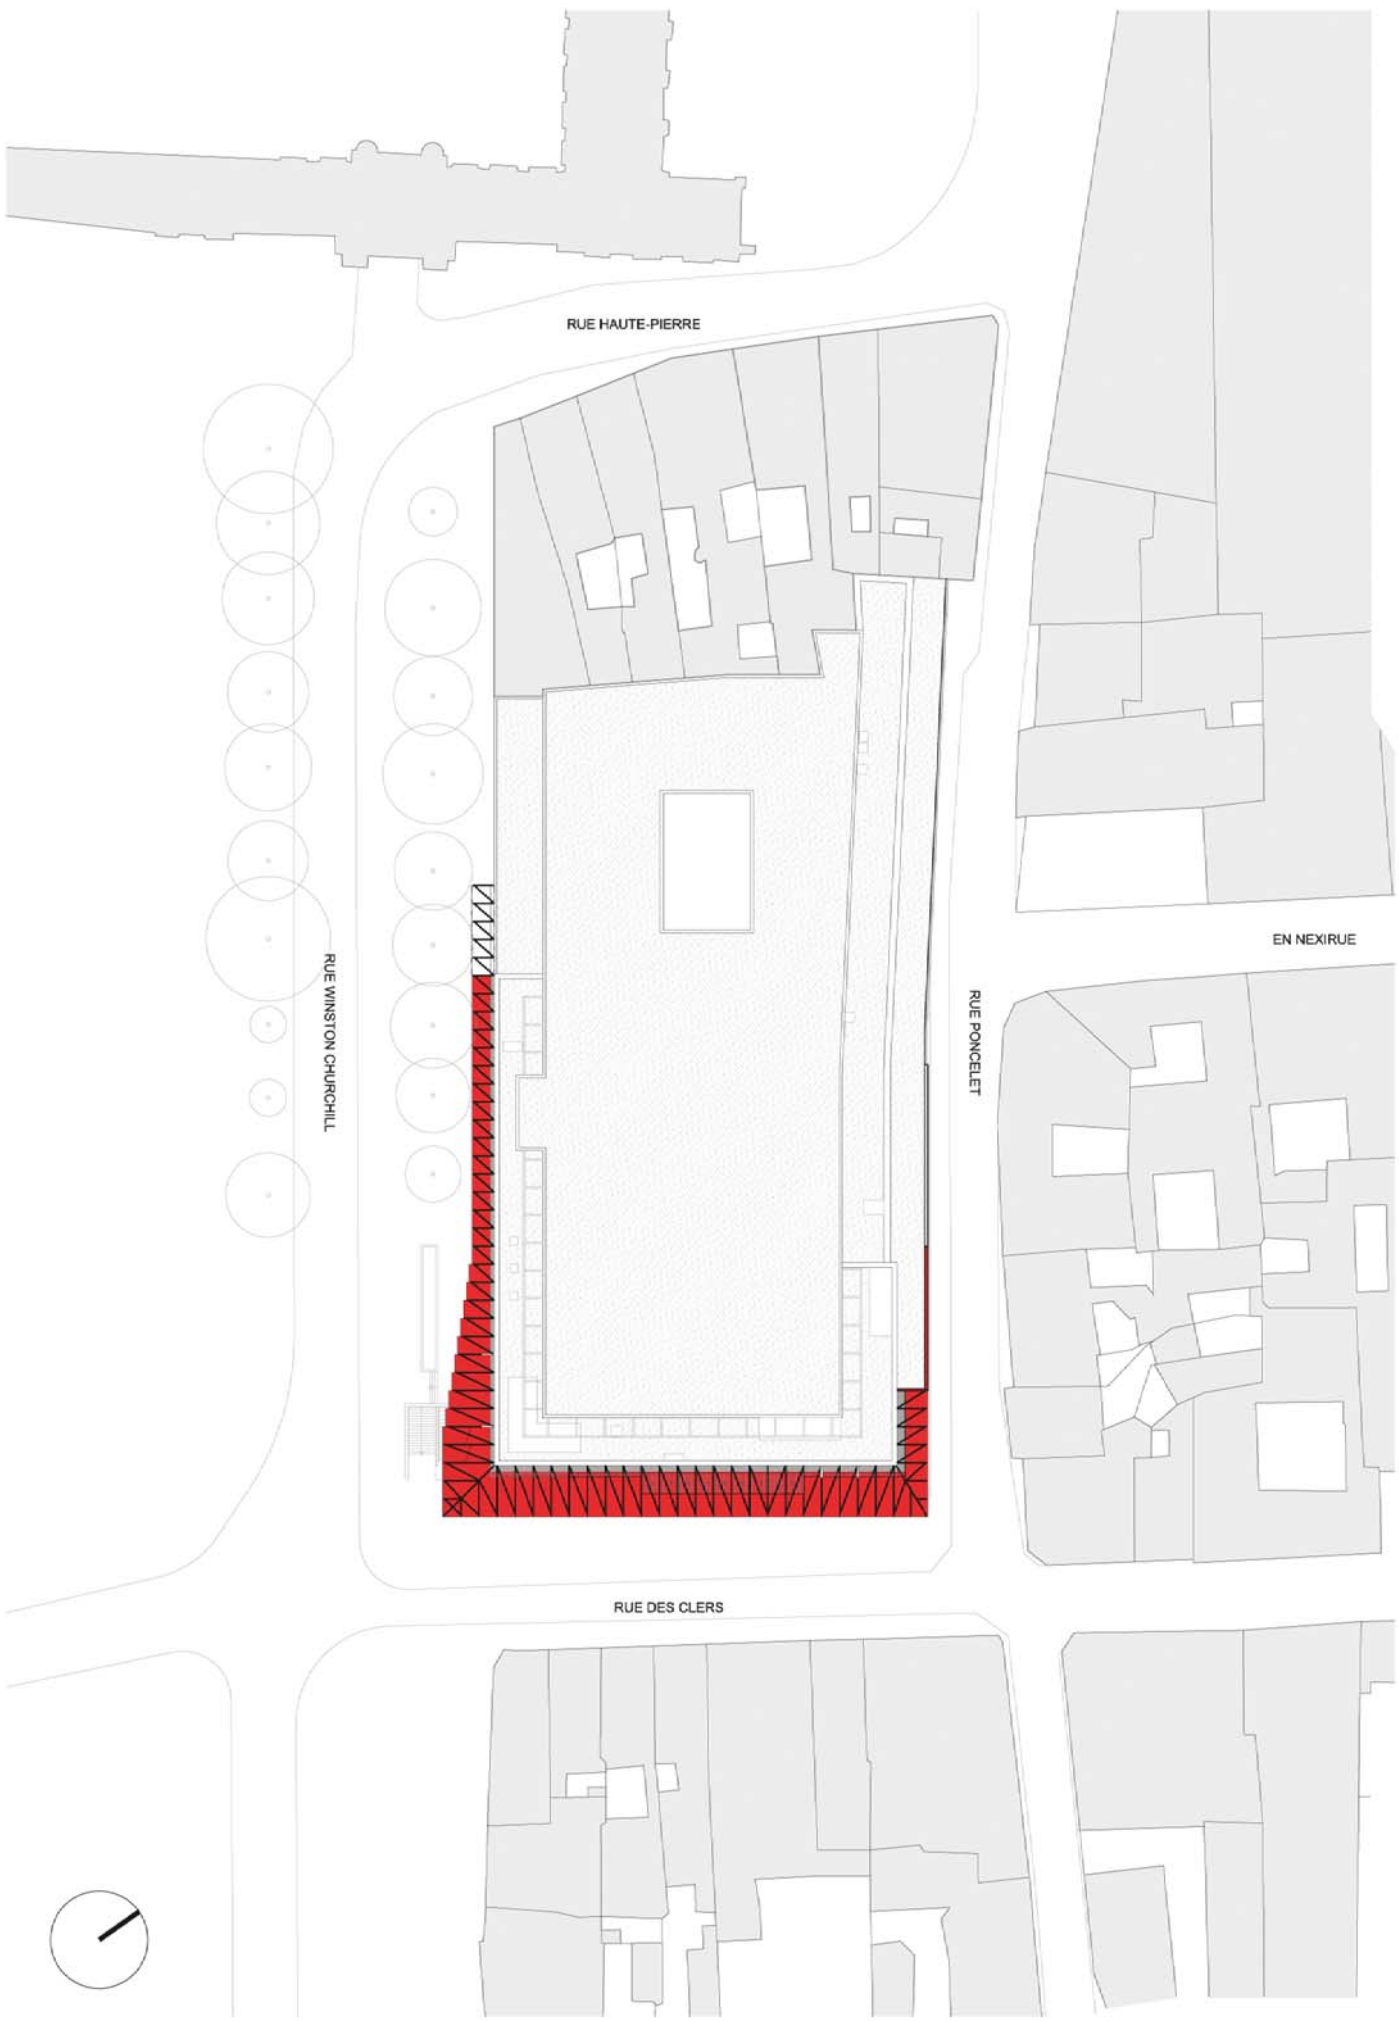 RUE HAUTE-PIERRE
EN NEXIRUE
RUE WINSTON CHURCHILL
RUE PONCELET
RUE DES CLERS